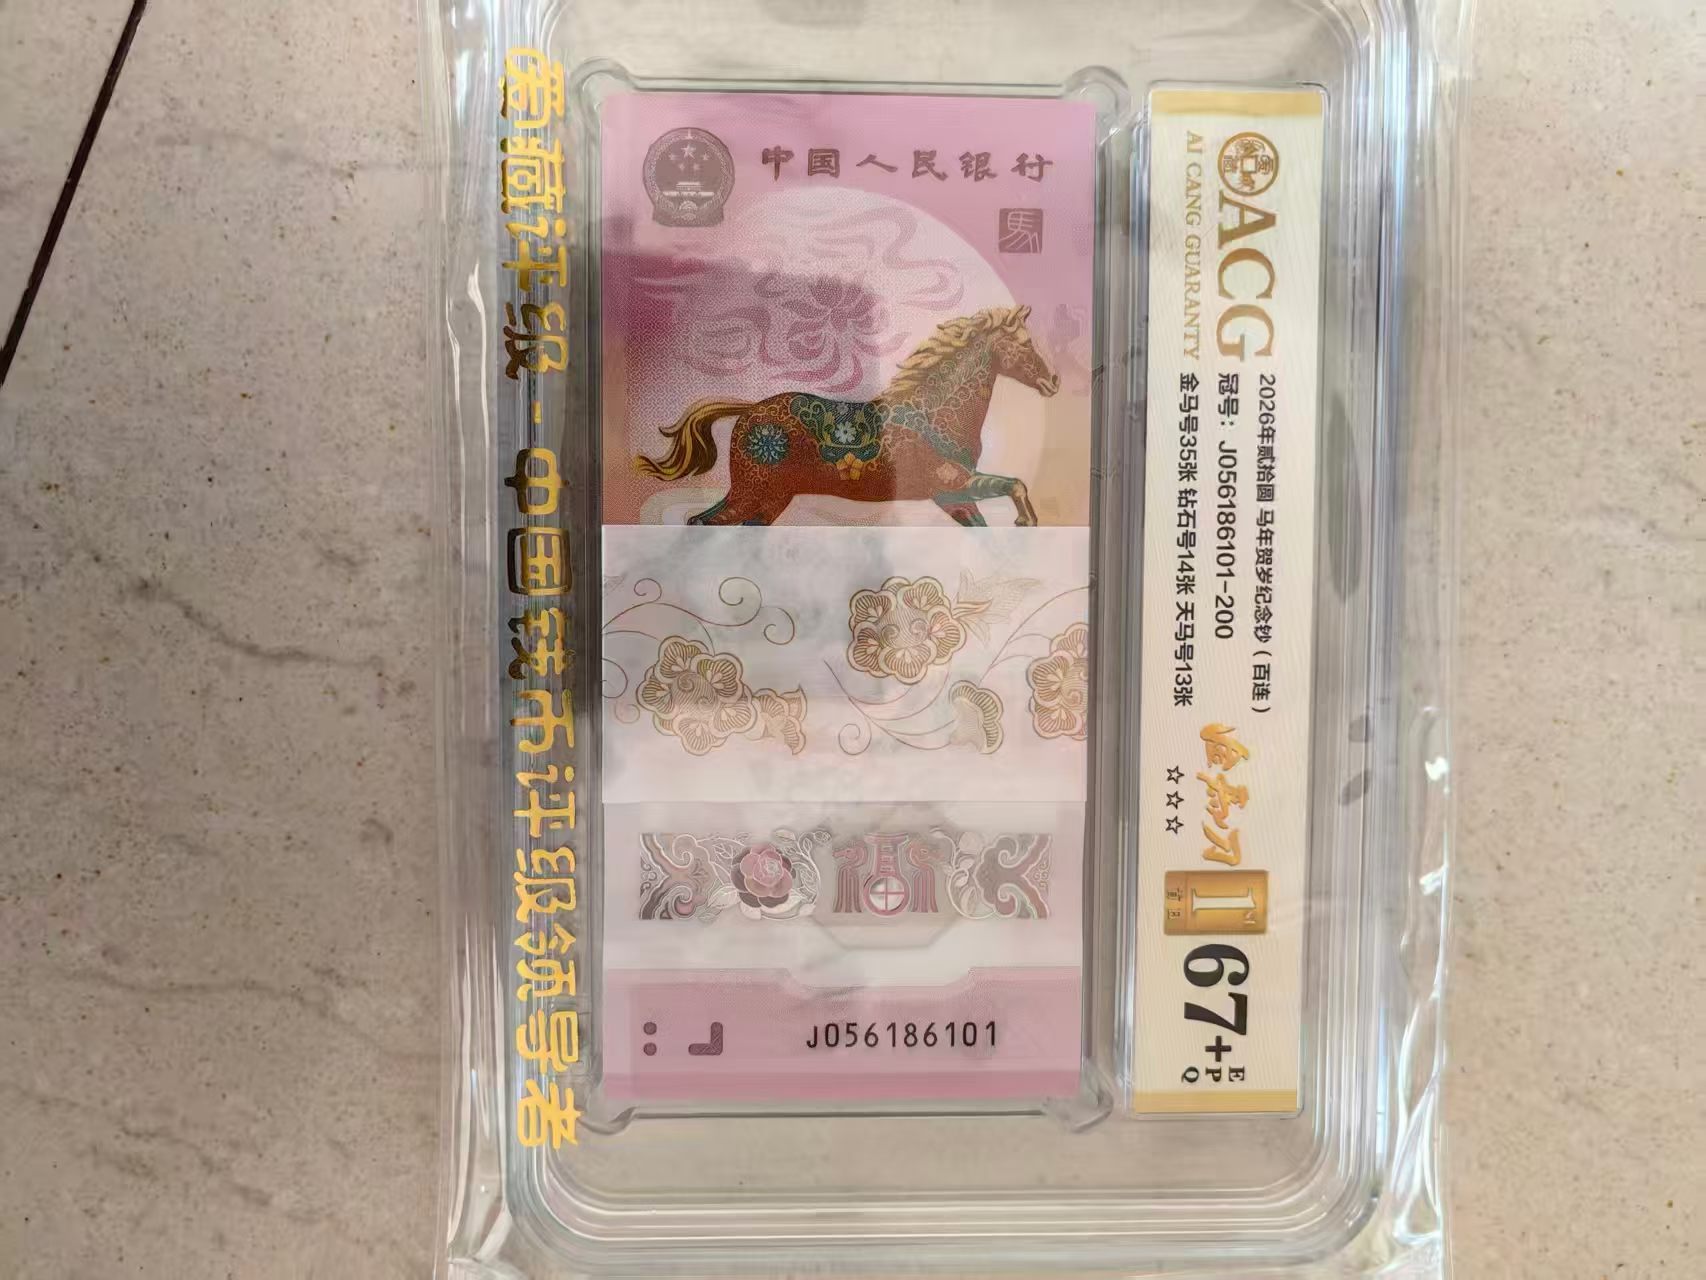 爱藏评级-中国钱币评级领导者
中国人民银行
馬
J056186101
ACG
AI CANG GUARANTY
2026年贰拾圆 马年贺岁纪念钞（百连）
冠号：J056186101-200
金马号35张 钻石号14张 天马号13张
☆☆☆
1
67+
E
P
Q